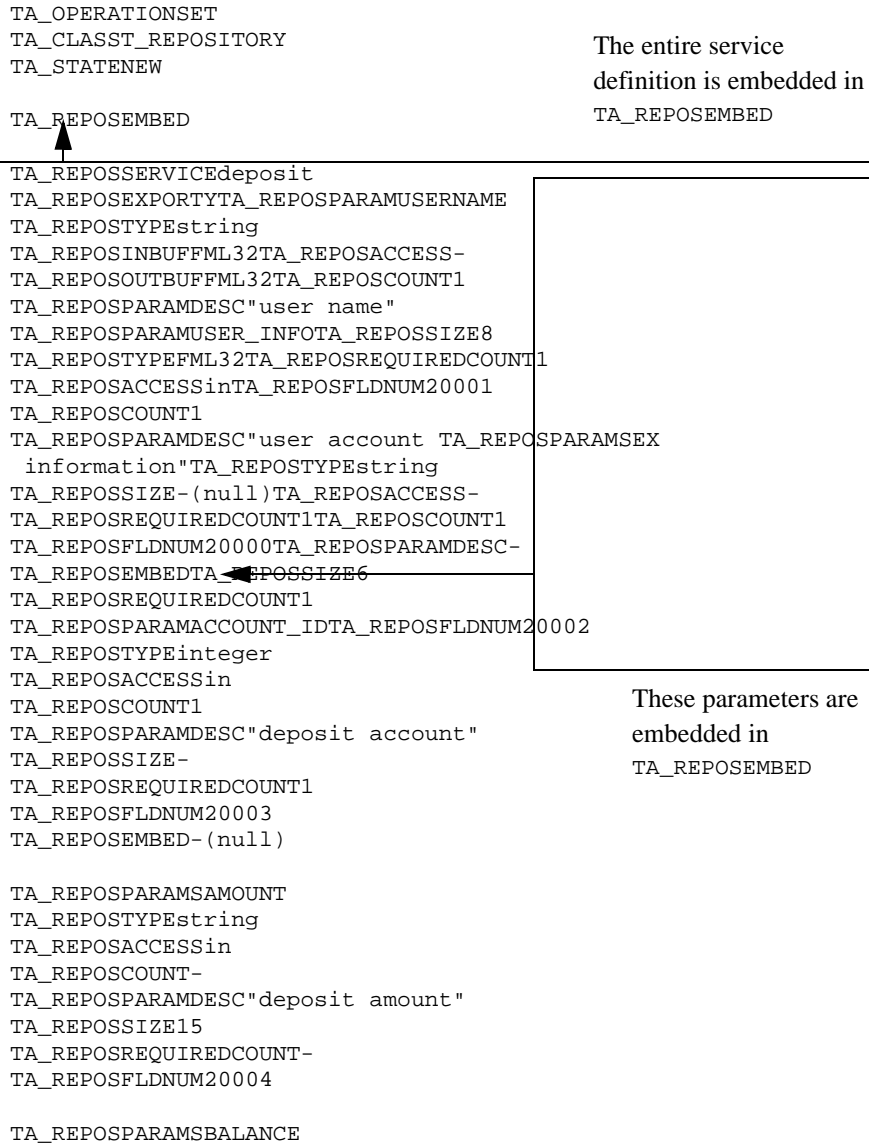 TA_OPERATIONSET
TA_CLASST_REPOSITORY
TA_STATENEW
TA_REPOSEMBED
The entire service
definition is embedded in
TA_REPOSEMBED
TA_REPOSSERVICEdeposit
TA_REPOSEXPORTYTA_REPOSPARAMUSERNAME
TA_REPOSTYPEstring
TA_REPOSINBUFFML32TA_REPOSACCESS-
TA_REPOSOUTBUFFML32TA_REPOSCOUNT1
TA_REPOSPARAMDESC"user name"
TA_REPOSPARAMUSER_INFOTA_REPOSSIZE8
TA_REPOSTYPEFML32TA_REPOSREQUIREDCOUNT1
TA_REPOSACCESSinTA_REPOSFLDNUM20001
TA_REPOSCOUNT1
TA_REPOSPARAMDESC"user account TA_REPOSPARAMSEX
information"TA_REPOSTYPEstring
TA_REPOSSIZE-(null)TA_REPOSACCESS-
TA_REPOSREQUIREDCOUNT1TA_REPOSCOUNT1
TA_REPOSFLDNUM20000TA_REPOSPARAMDESC-
TA_REPOSEMBEDTA_REPOSSIZE6
TA_REPOSREQUIREDCOUNT1
TA_REPOSPARAMACCOUNT_IDTA_REPOSFLDNUM20002
TA_REPOSTYPEinteger
TA_REPOSACCESSin
TA_REPOSCOUNT1
TA_REPOSPARAMDESC"deposit account"
TA_REPOSSIZE-
TA_REPOSREQUIREDCOUNT1
TA_REPOSFLDNUM20003
TA_REPOSEMBED-(null)
These parameters are
embedded in
TA_REPOSEMBED
TA_REPOSPARAMSAMOUNT
TA_REPOSTYPEstring
TA_REPOSACCESSin
TA_REPOSCOUNT-
TA_REPOSPARAMDESC"deposit amount"
TA_REPOSSIZE15
TA_REPOSREQUIREDCOUNT-
TA_REPOSFLDNUM20004
TA_REPOSPARAMSBALANCE